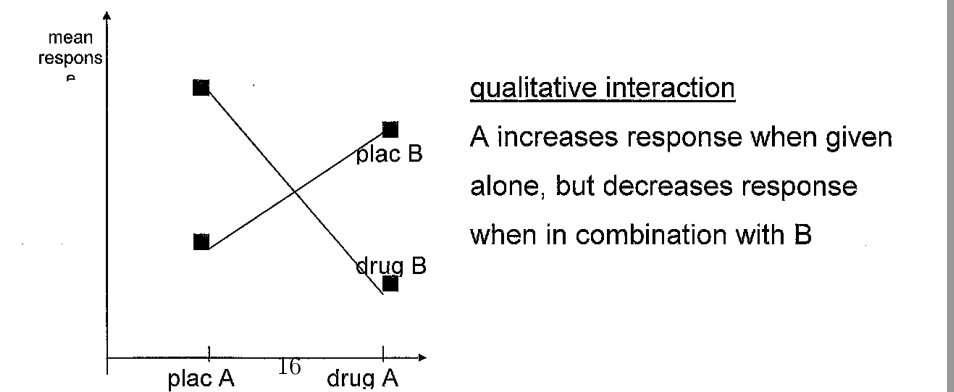 mean
respons
e
qualitative interaction
A increases response when given
alone, but decreases response
when in combination with B
plac B
drug B
16
plac A
drug A